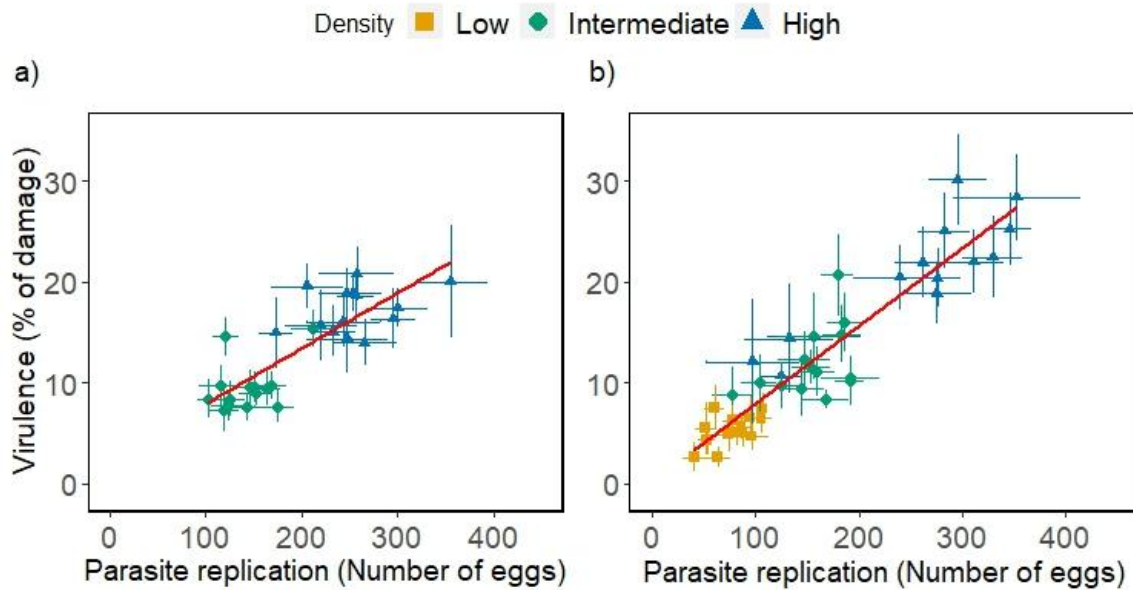 Density Low Intermediate High
a) b)
Virulence (% of damage)
30 30
20 20
10 10
0 0
0 100 200 300 400 0 100 200 300 400
Parasite replication (Number of eggs) Parasite replication (Number of eggs)